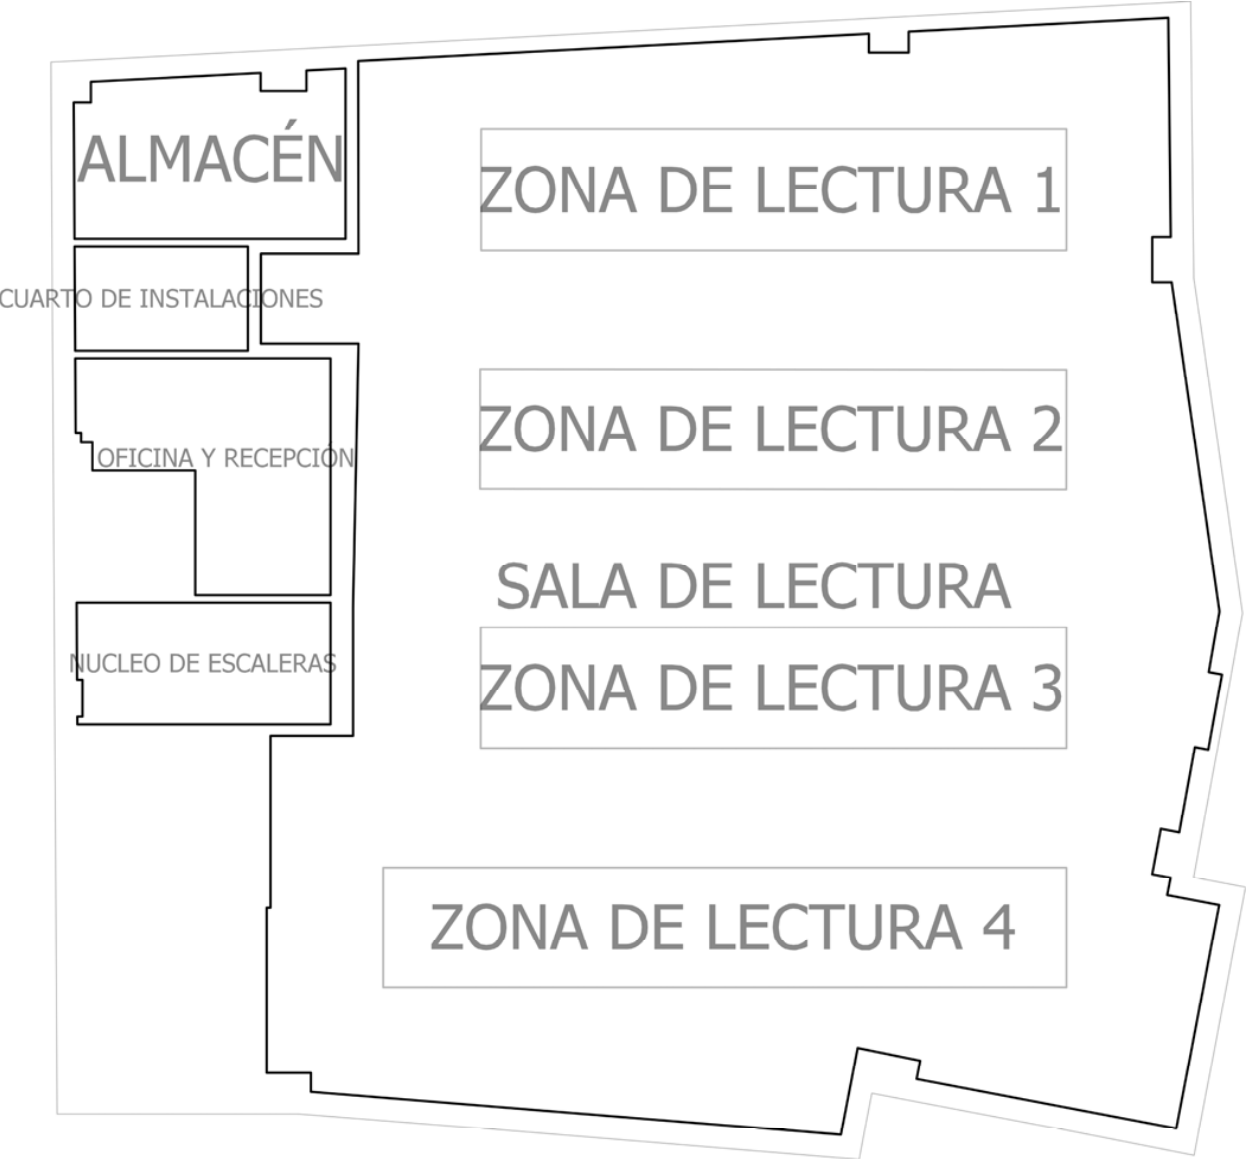 ALMACÉN
ZONA DE LECTURA 1
CUARTO DE INSTALACIONES
ZONA DE LECTURA 2
OFICINA Y RECEPCIÓN
SALA DE LECTURA
NUCLEO DE ESCALERAS
ZONA DE LECTURA 3
ZONA DE LECTURA 4